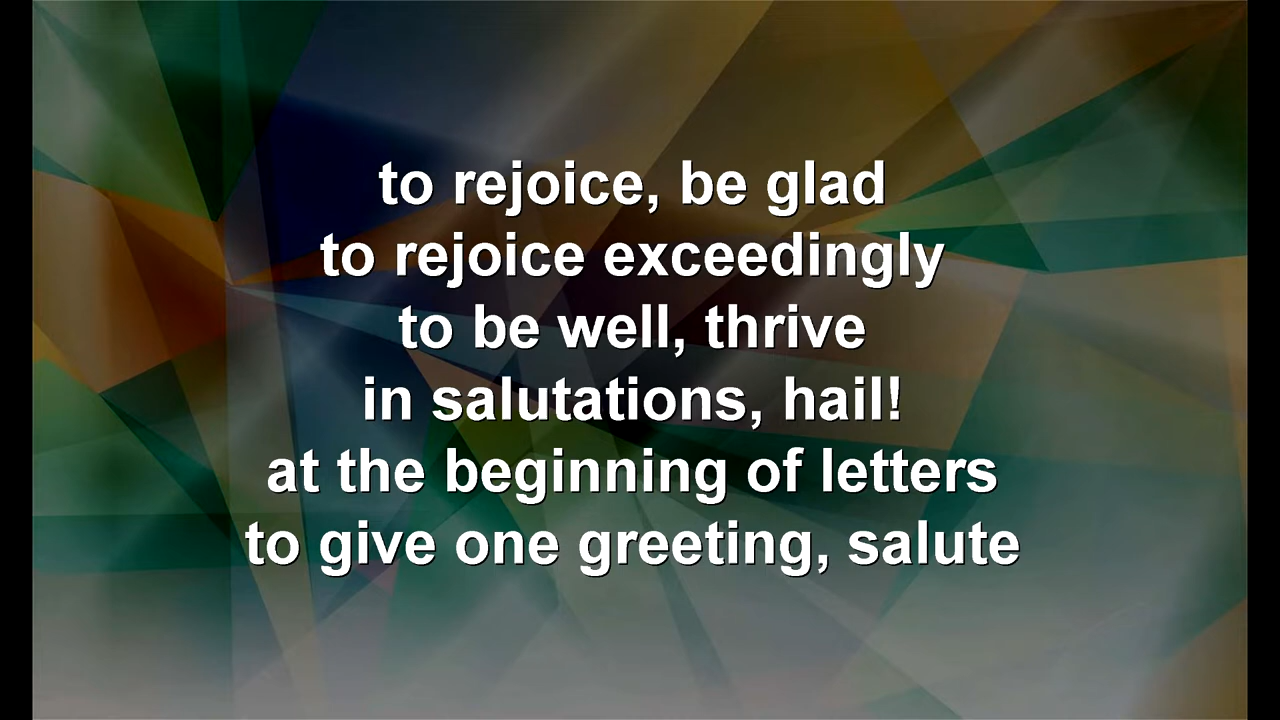 to rejoice, be glad
to rejoice exceedingly
to be well, thrive
in salutations, hail!
at the beginning of letters
to give one greeting, salute